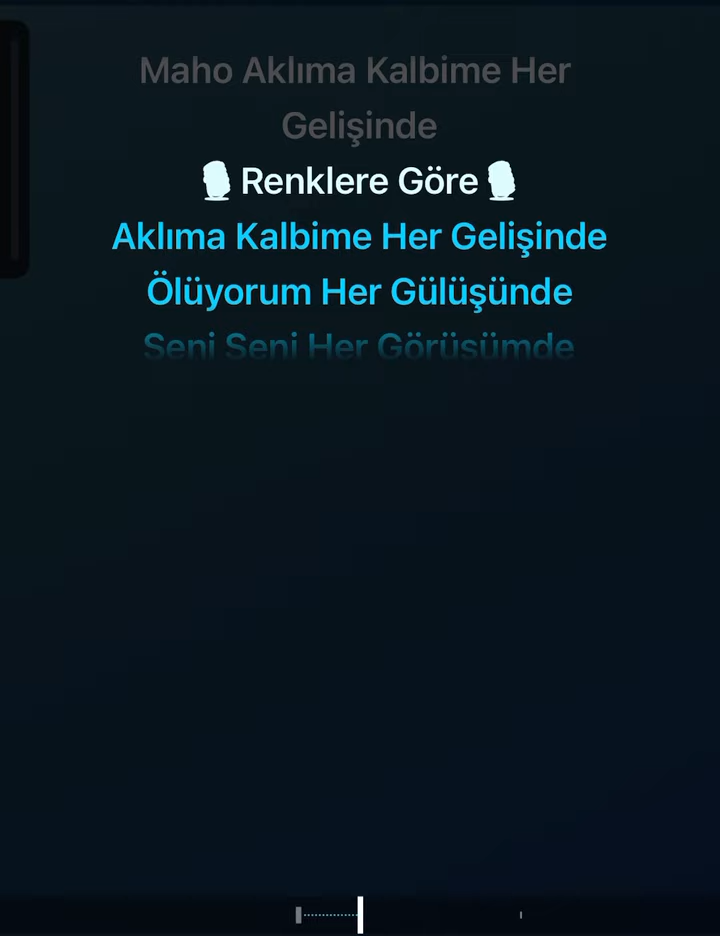 Maho Aklıma Kalbime Her
Gelişinde
Renklere Göre
Aklıma Kalbime Her Gelişinde
Ölüyorum Her Gülüşünde
Seni Seni Her Görüşümde